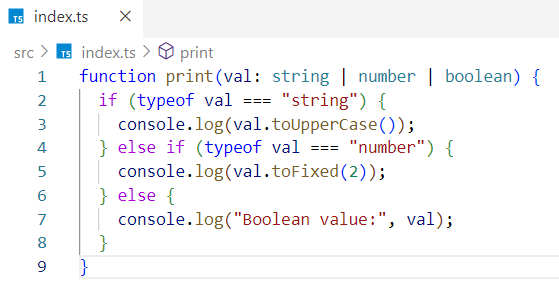 TS index.ts ×
src > TS index.ts > print
1 function print(val: string | number | boolean) {
2   if (typeof val === "string") {
3     console.log(val.toUpperCase());
4   } else if (typeof val === "number") {
5     console.log(val.toFixed(2));
6   } else {
7     console.log("Boolean value:", val);
8   }
9 }